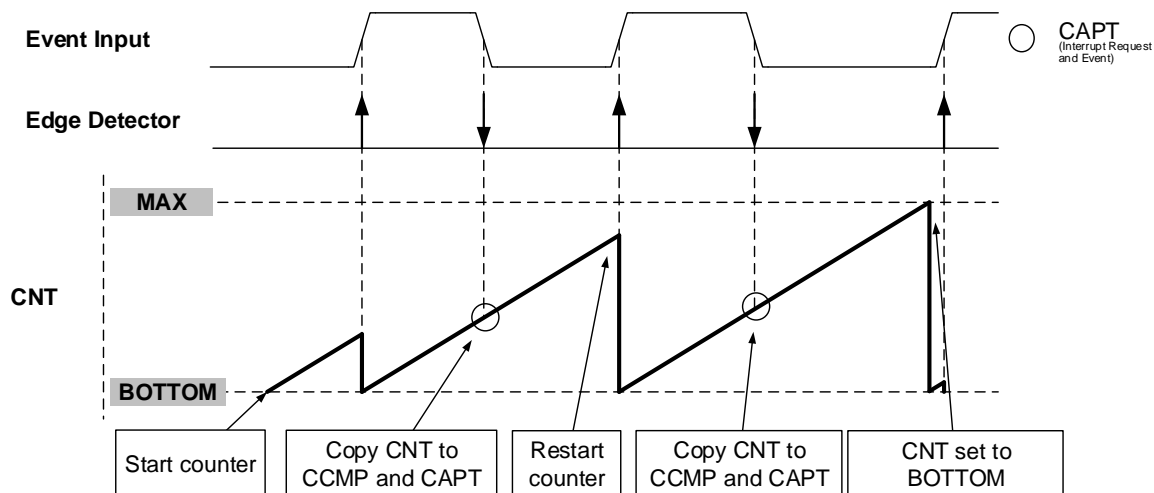 Event Input
CAPT
(Interrupt Request
and Event)
Edge Detector
MAX
CNT
BOTTOM
Start counter
Copy CNT to
CCMP and CAPT
Restart
counter
Copy CNT to
CCMP and CAPT
CNT set to
BOTTOM